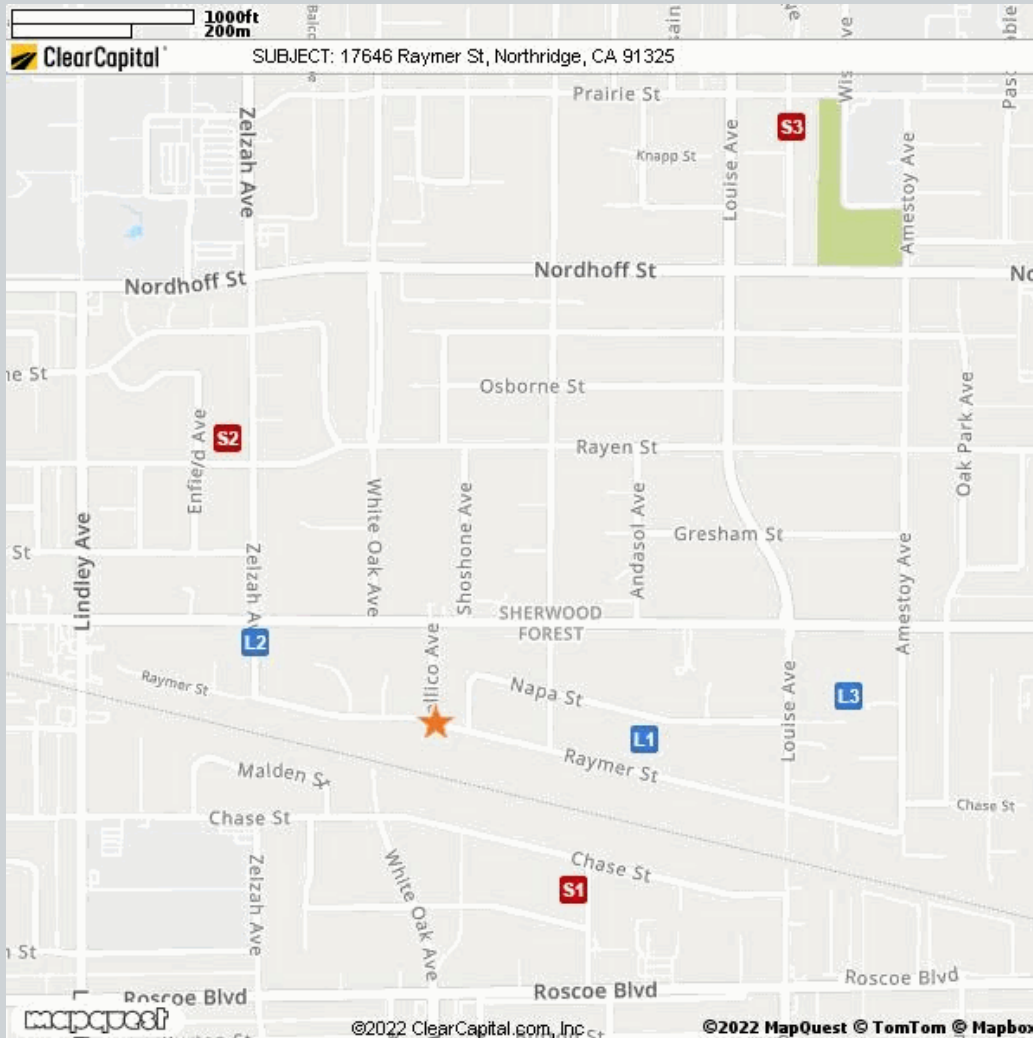 1000ft
200m
ClearCapital
SUBJECT: 17646 Raymer St, Northridge, CA 91325
Prairie St
Zelzah Ave
Louise Ave
S3
Knapp St
Amestoy Ave
Nordhoff St
Nordhoff St
Osborne St
Enfield Ave
S2
Rayen St
Oak Park Ave
Lindley Ave
White Oak Ave
Shoshone Ave
Andasol Ave
Gresham St
St
Zelzah Av
SHERWOOD
FOREST
Amestoy Ave
L2
Raymer St
llico Ave
Napa St
L1
L3
Louise Ave
Raymer St
Malden St
Chase St
Chase St
Chase St
Zelzah Ave
White Oak Ave
S1
St
Roscoe Blvd
Roscoe Blvd
Roscoe Blvd
mapquest
©2022 ClearCapital.com, Inc
©2022 MapQuest © TomTom © Mapbox